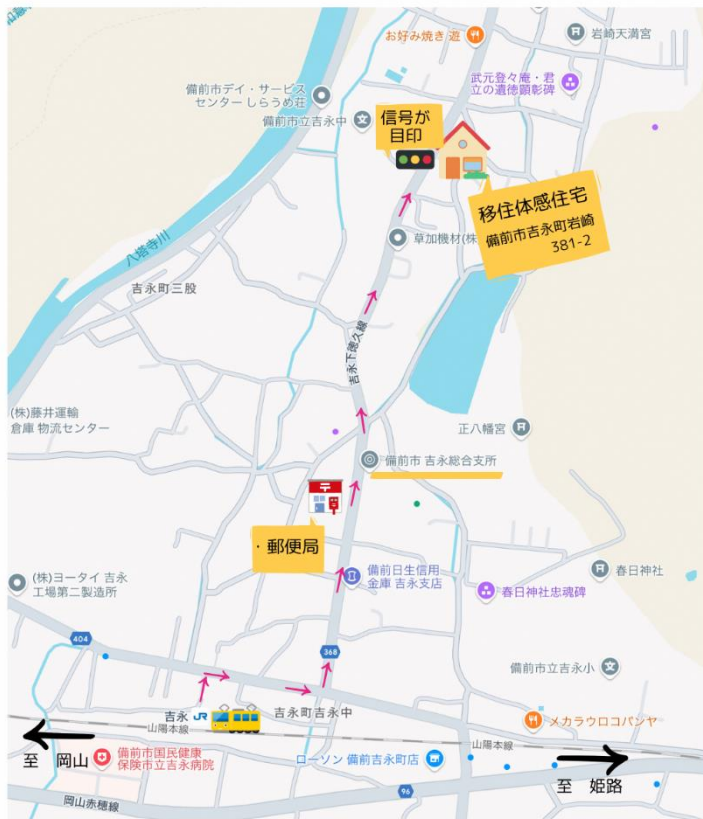 お好み焼き 遊
岩崎天満宮
備前市デイ・サービス
センター しらうめ荘
武元登々庵・君
立の遺徳顕彰碑
備前市立吉永中
信号が
目印
移住体感住宅
備前市吉永町岩崎
381-2
草加機材(株
八塔寺川
吉永町三股
吉永下徳久線
(株)藤井運輸
倉庫 物流センター
正八幡宮
備前市 吉永総合支所
〒
・郵便局
備前日生信用
金庫 吉永支店
(株)ヨータイ 吉永
工場第二製造所
春日神社
春日神社忠魂碑
404
368
備前市立吉永小
吉永 JR
吉永町吉永中
山陽本線
メカラウロコパンヤ
山陽本線
至 岡山
備前市国民健康
保険市立吉永病院
ローソン 備前吉永町店
至 姫路
96
岡山赤穂線